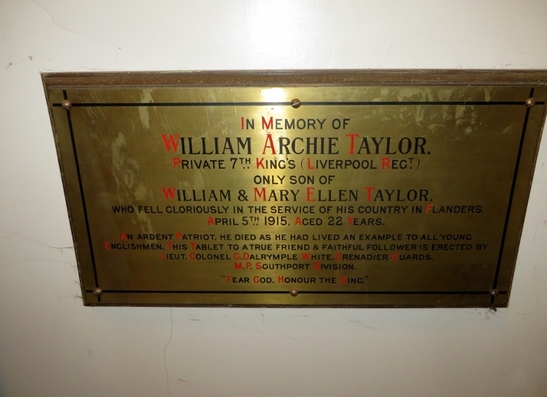 IN MEMORY OF
WILLIAM ARCHIE TAYLOR.
PRIVATE 7TH KING'S (LIVERPOOL REGT)
ONLY SON OF
WILLIAM & MARY ELLEN TAYLOR.
WHO FELL GLORIOUSLY IN THE SERVICE OF HIS COUNTRY IN FLANDERS.
APRIL 5TH 1915, AGED 22 YEARS.
AN ARDENT PATRIOT, HE DIED AS HE HAD LIVED AN EXAMPLE TO ALL YOUNG
ENGLISHMEN. THIS TABLET TO A TRUE FRIEND & FAITHFUL FOLLOWER IS ERECTED BY
LIEUT. COLONEL G. DALRYMPLE WHITE, GRENADIER GUARDS.
M.P. SOUTHPORT DIVISION.
"FEAR GOD, HONOUR THE KING."